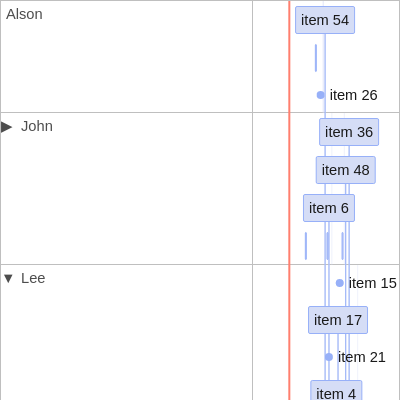 Alson
item 54
item 26
▶ John
item 36
item 48
item 6
▼ Lee
item 15
item 17
item 21
item 4